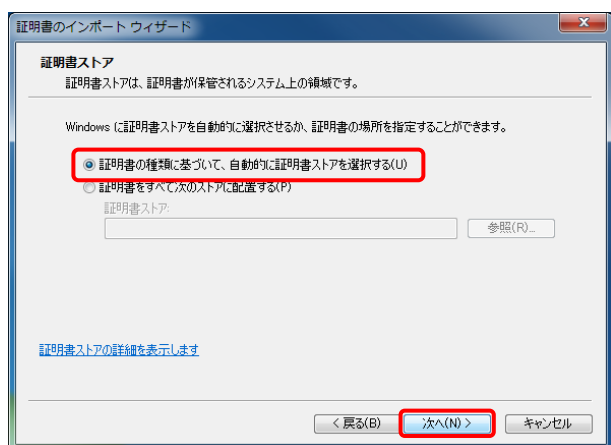 証明書のインポート ウィザード
証明書ストア
証明書ストアは、証明書が保管されるシステム上の領域です。
Windows に証明書ストアを自動的に選択させるか、証明書の場所を指定することができます。
証明書の種類に基づいて、自動的に証明書ストアを選択する(U)
証明書をすべて次のストアに配置する(P)
証明書ストア:
参照(R)...
証明書ストアの詳細を表示します
< 戻る(B)
次へ(N) >
キャンセル